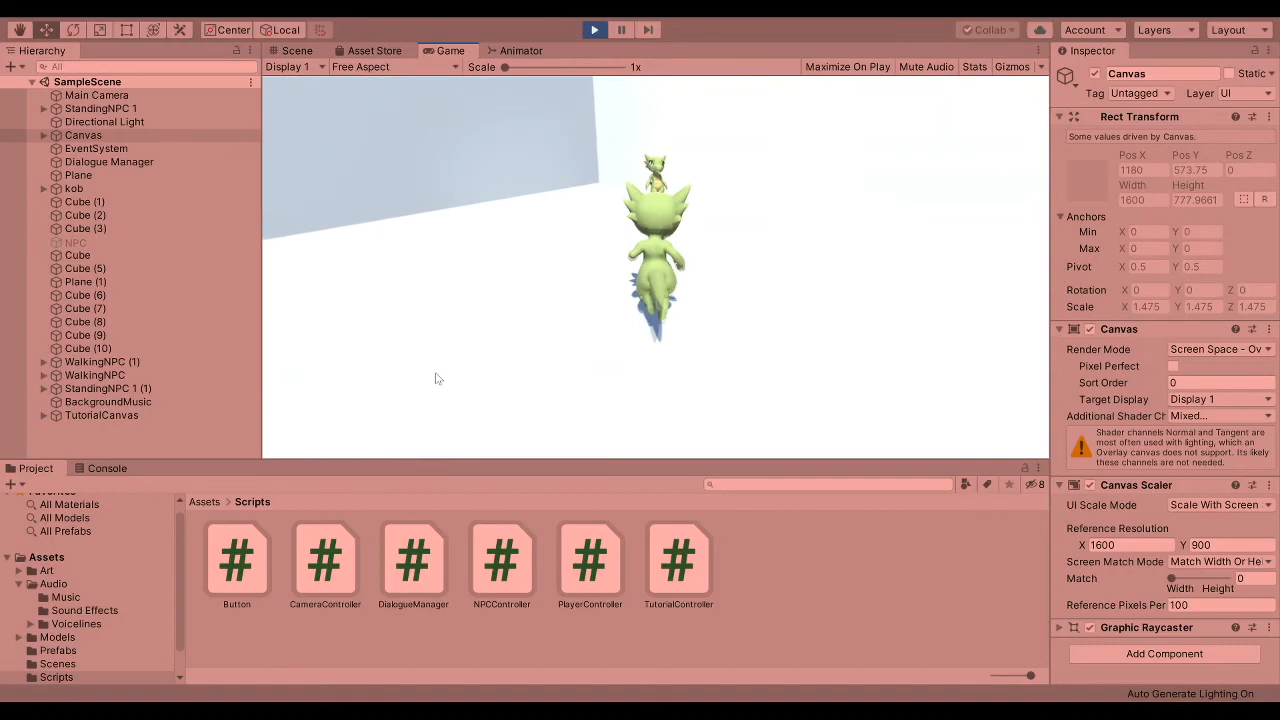 Center
Local
Collab
Account
Layers
Layout
Hierarchy
All
SampleScene
Main Camera
StandingNPC 1
Directional Light
Canvas
EventSystem
Dialogue Manager
Plane
kob
Cube (1)
Cube (2)
Cube (3)
NPC
Cube
Cube (5)
Plane (1)
Cube (6)
Cube (7)
Cube (8)
Cube (9)
Cube (10)
WalkingNPC (1)
WalkingNPC
StandingNPC 1 (1)
BackgroundMusic
TutorialCanvas
Scene
Asset Store
Game
Animator
Display 1
Free Aspect
Scale
1x
Maximize On Play
Mute Audio
Stats
Gizmos
Inspector
Canvas
Static
Tag Untagged
Layer UI
Rect Transform
Some values driven by Canvas.
Pos X Pos Y Pos Z
1180 573.75 0
Width Height
1600 777.9661
R
Anchors
Min X 0 Y 0
Max X 0 Y 0
Pivot X 0.5 Y 0.5
Rotation X 0 Y 0 Z 0
Scale X 1.475 Y 1.475 Z 1.475
Canvas
Render Mode Screen Space - Ov
Pixel Perfect
Sort Order 0
Target Display Display 1
Additional Shader Ch Mixed...
Shader channels Normal and Tangent are
most often used with lighting, which an
Overlay canvas does not support. Its likely
these channels are not needed.
Canvas Scaler
UI Scale Mode Scale With Screen
Reference Resolution
X 1600 Y 900
Screen Match Mode Match Width Or He
Match 0
Width Height
Reference Pixels Per 100
Graphic Raycaster
Add Component
Project
Console
8
Favorites
All Materials
All Models
All Prefabs
Assets
Art
Audio
Music
Sound Effects
Voicelines
Models
Prefabs
Scenes
Scripts
Assets > Scripts
# # # # # #
Button CameraController DialogueManager NPCController PlayerController TutorialController
Auto Generate Lighting On